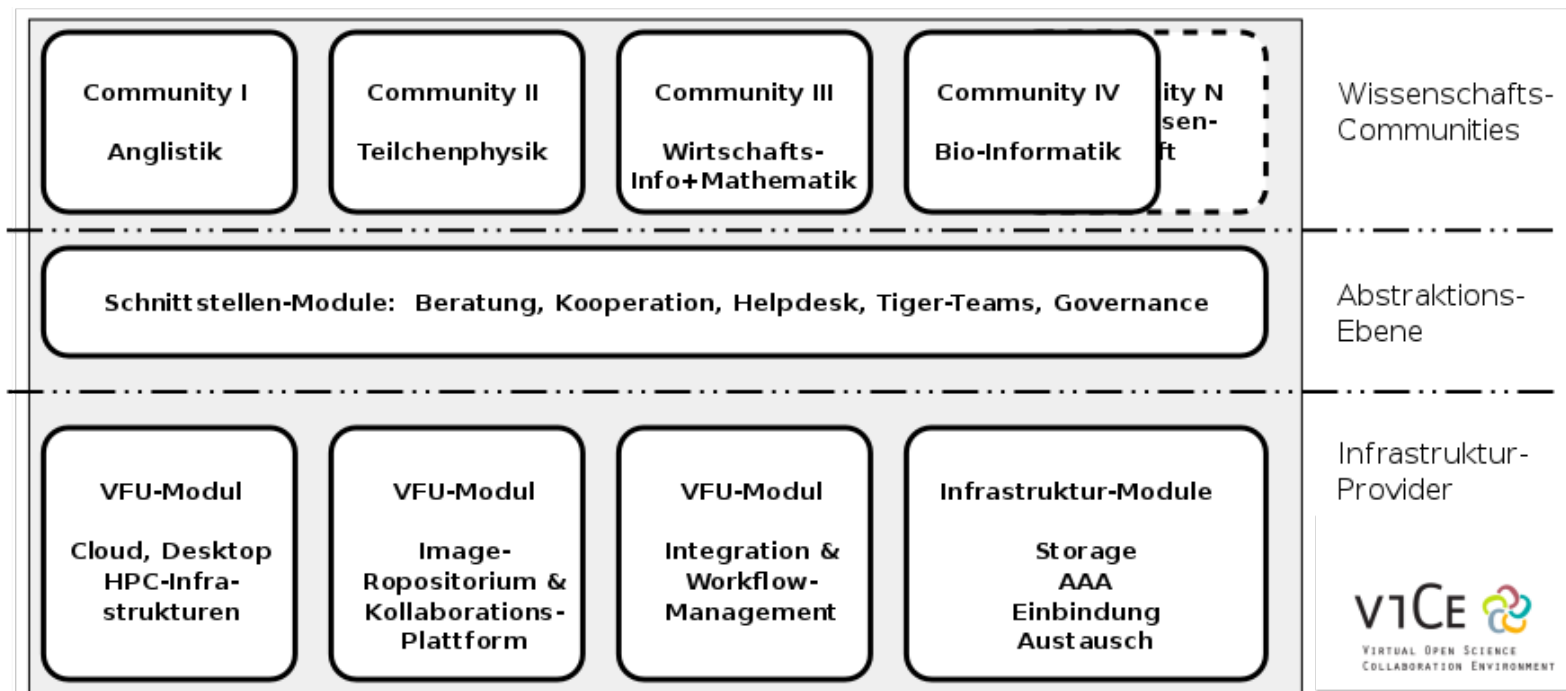 Community I
Anglistik
Community II
Teilchenphysik
Community III
Wirtschafts-
Info+Mathematik
Community IV
Bio-Informatik
ity N
sen-
ft
Wissenschafts-
Communities
Schnittstellen-Module: Beratung, Kooperation, Helpdesk, Tiger-Teams, Governance
Abstraktions-
Ebene
VFU-Modul
Cloud, Desktop
HPC-Infra-
strukturen
VFU-Modul
Image-
Ropositorium &
Kollaborations-
Plattform
VFU-Modul
Integration &
Workflow-
Management
Infrastruktur-Module
Storage
AAA
Einbindung
Austausch
Infrastruktur-
Provider
ViCE
Virtual Open Science
Collaboration Environment